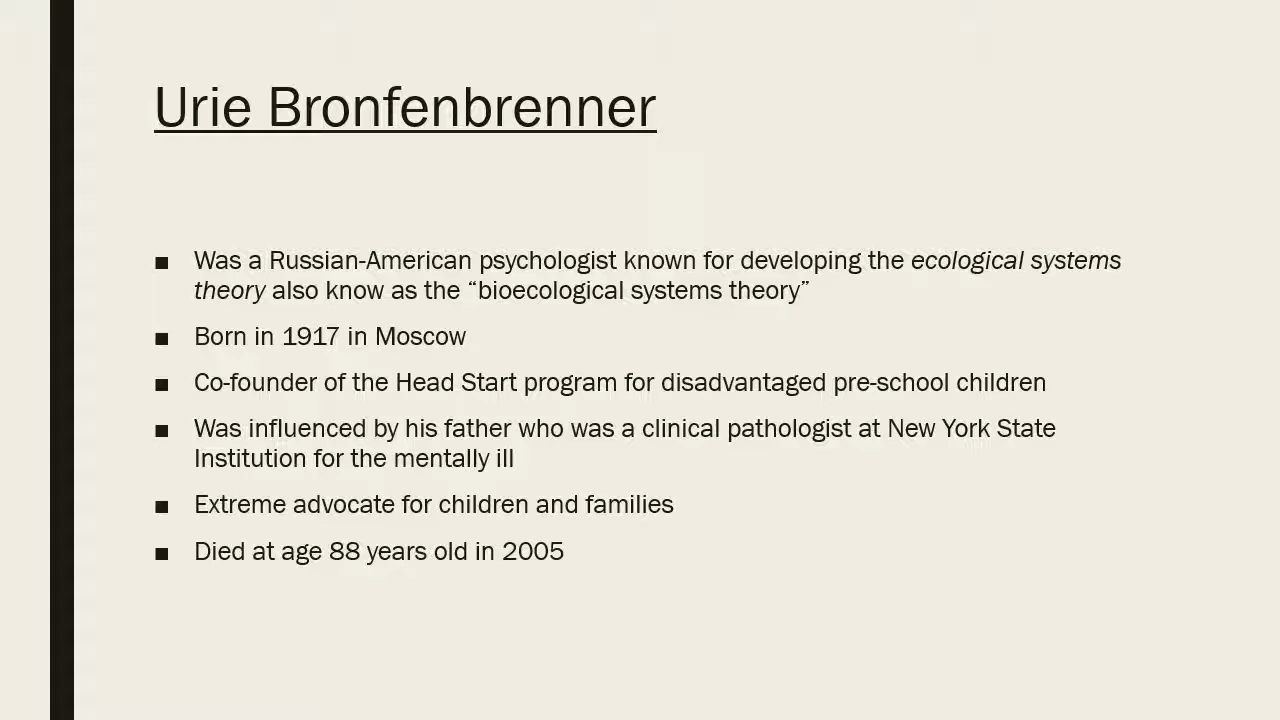 Urie Bronfenbrenner
■ Was a Russian-American psychologist known for developing the ecological systems
theory also know as the “bioecological systems theory”
■ Born in 1917 in Moscow
■ Co-founder of the Head Start program for disadvantaged pre-school children
■ Was influenced by his father who was a clinical pathologist at New York State
Institution for the mentally ill
■ Extreme advocate for children and families
■ Died at age 88 years old in 2005